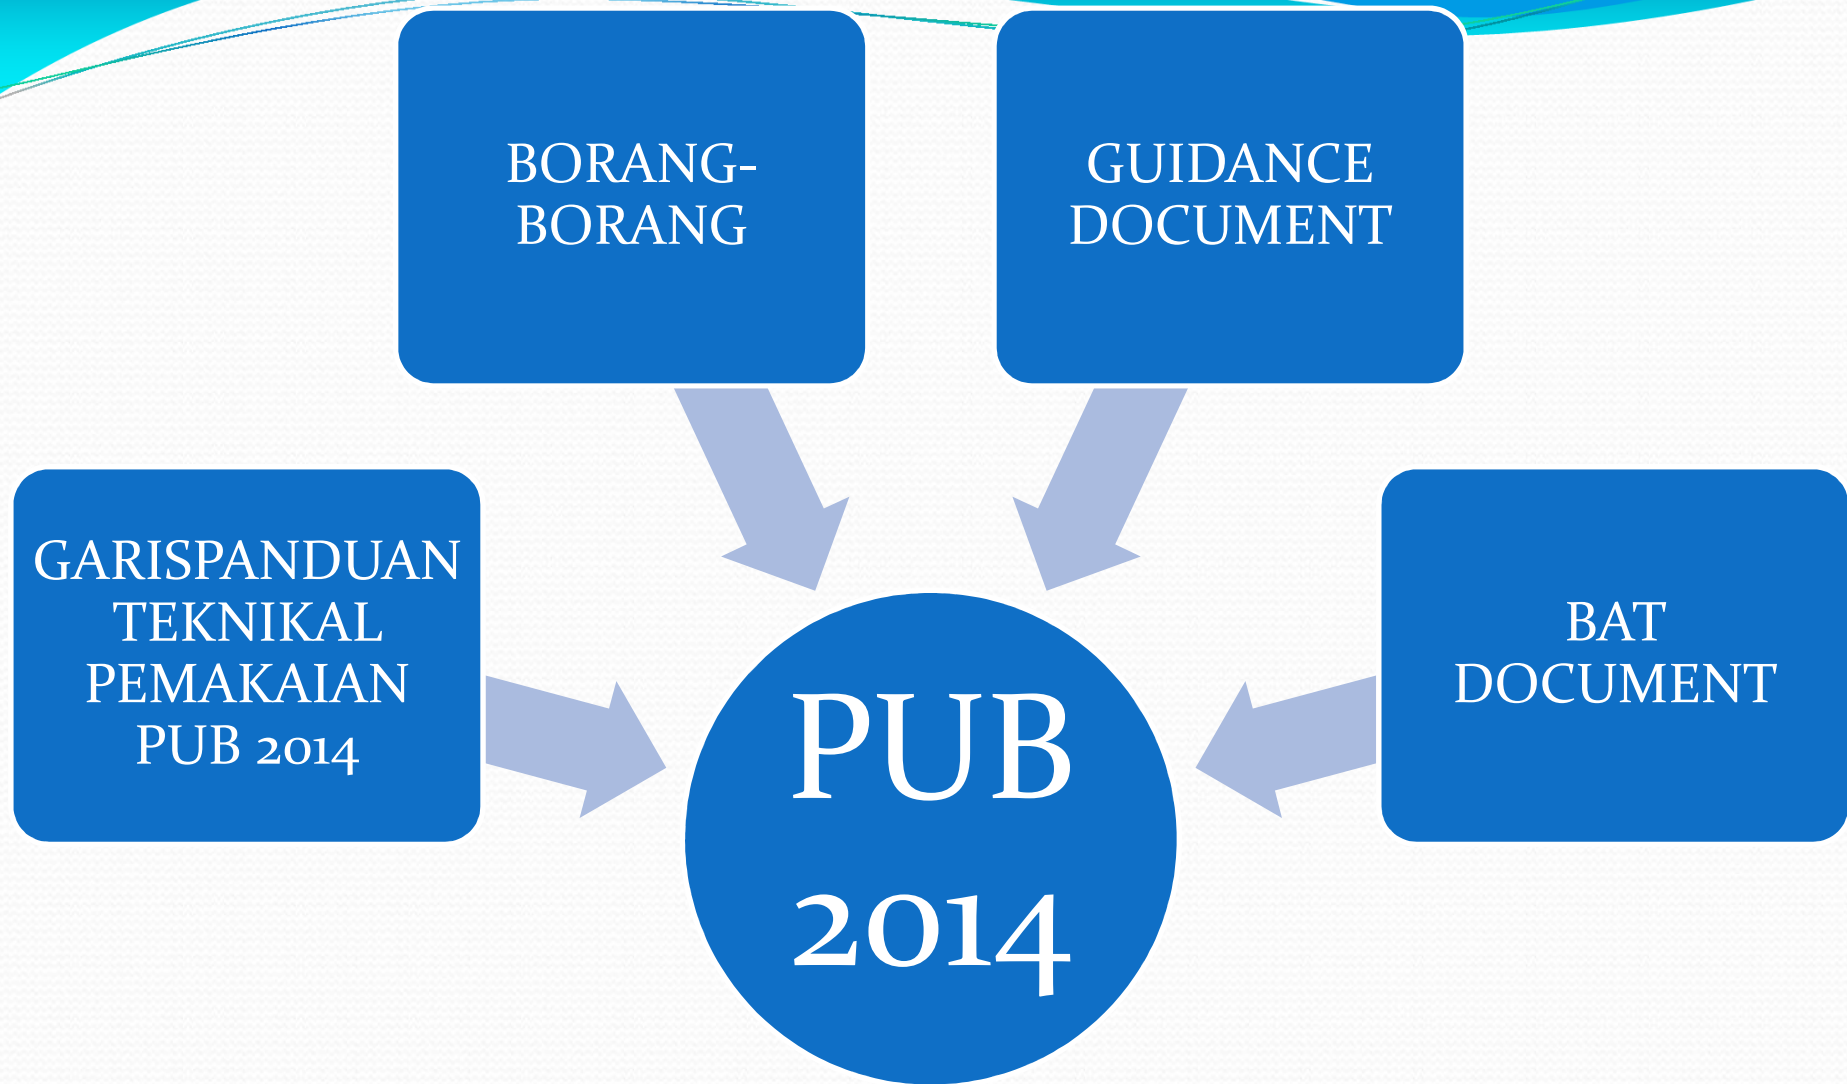 BORANG-
BORANG
GUIDANCE
DOCUMENT
GARISPANDUAN
TEKNIKAL
PEMAKAIAN
PUB 2014
BAT
DOCUMENT
PUB
2014